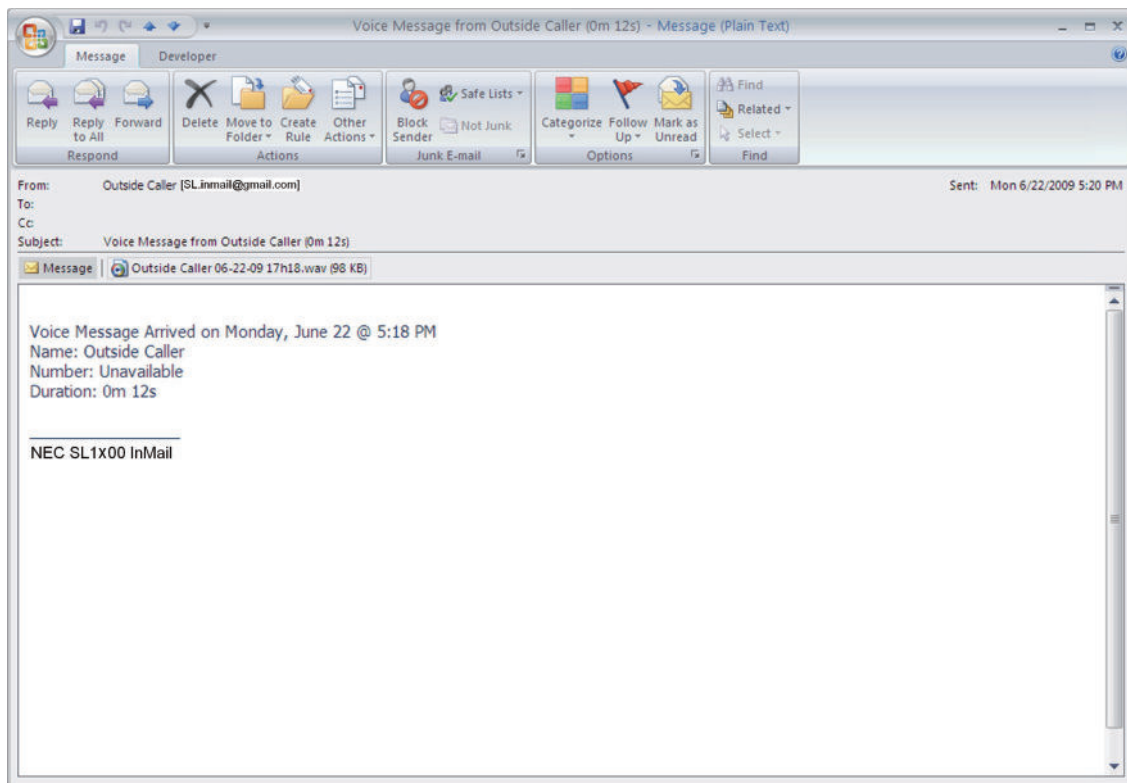 Voice Message from Outside Caller (0m 12s) - Message (Plain Text)
Message Developer
Reply Reply to All Forward Delete Move to Folder Create Rule Other Actions Block Sender Safe Lists Not Junk Categorize Follow Up Mark as Unread Find Related Select
Respond Actions Junk E-mail Options Find
From: Outside Caller [SL.inmail@gmail.com] Sent: Mon 6/22/2009 5:20 PM
To:
Cc:
Subject: Voice Message from Outside Caller (0m 12s)
Message Outside Caller 06-22-09 17h18.wav (98 KB)
Voice Message Arrived on Monday, June 22 @ 5:18 PM
Name: Outside Caller
Number: Unavailable
Duration: 0m 12s
NEC SL1X00 InMail